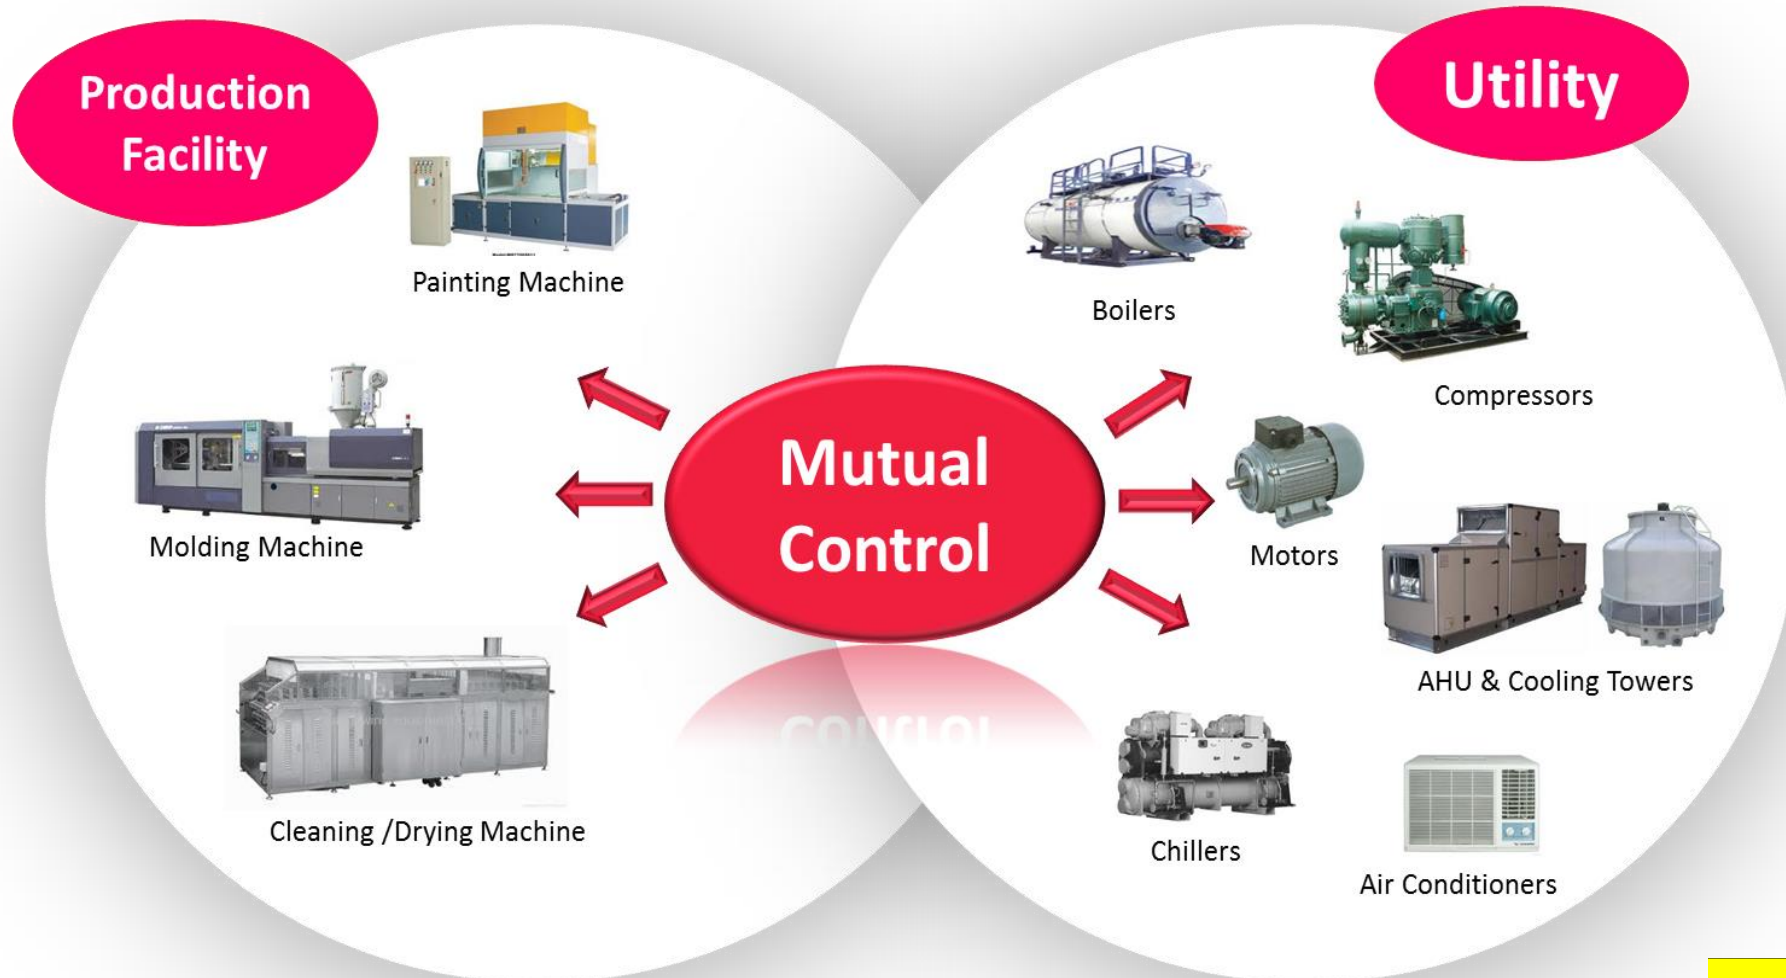 Production
Facility
Utility
Painting Machine
Boilers
Compressors
Mutual
Control
Molding Machine
Motors
AHU & Cooling Towers
Cleaning /Drying Machine
Chillers
Air Conditioners